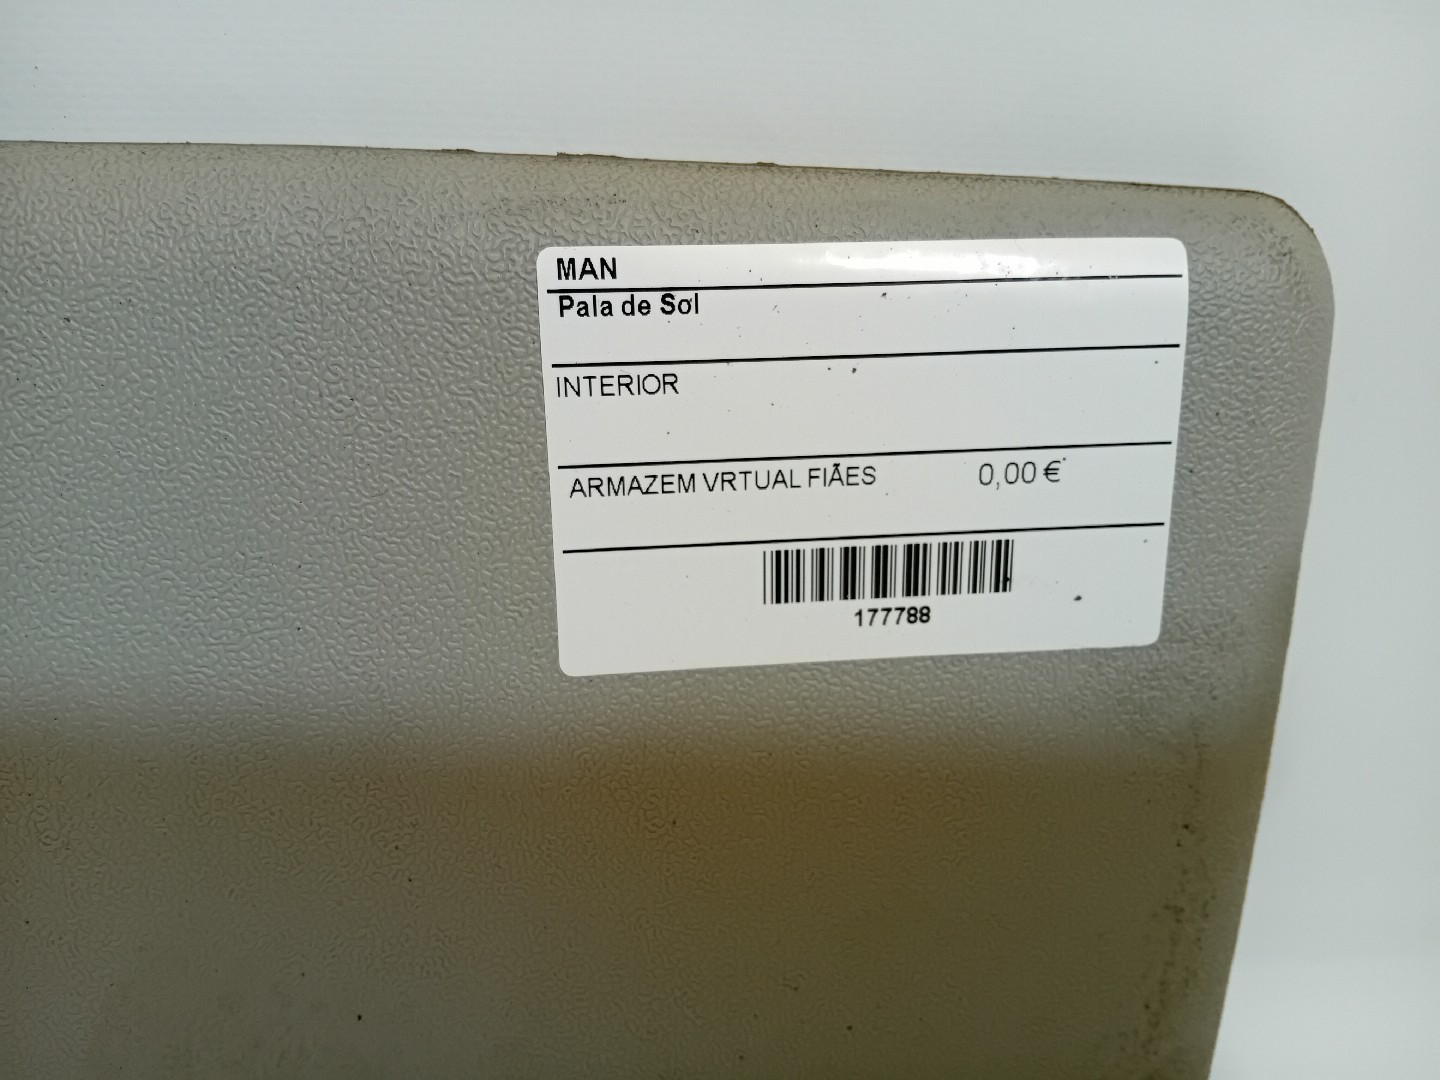 MAN
Pala de Sol
INTERIOR
ARMAZEM VRTUAL FIÃES 0,00 €
177788